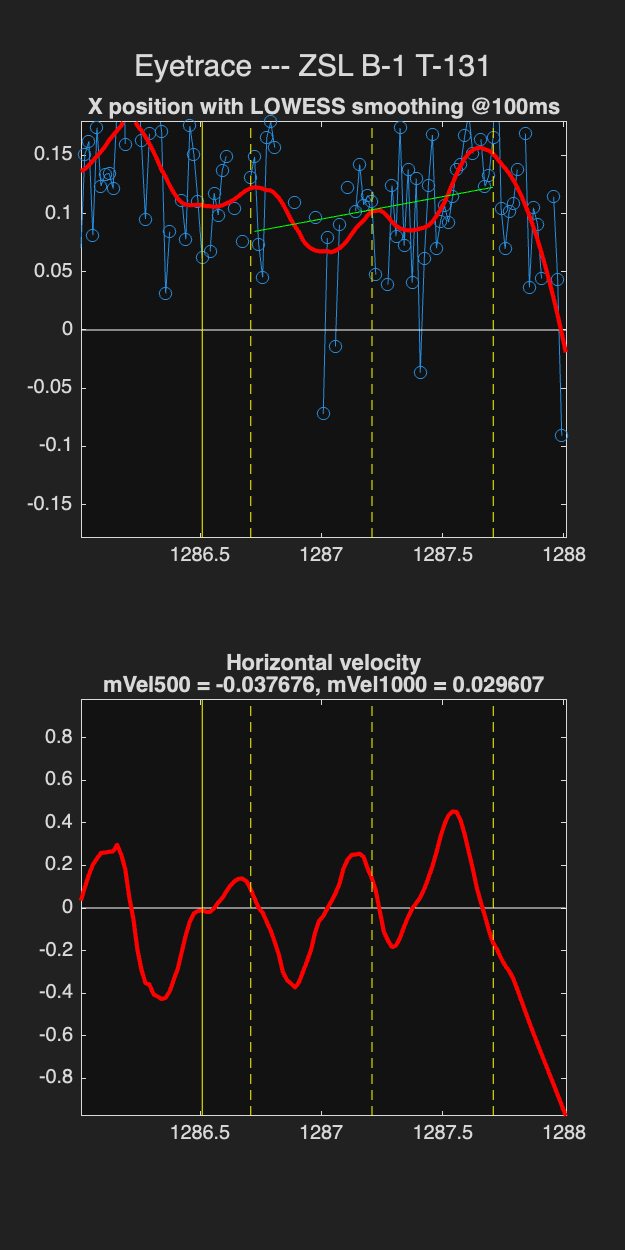 Eyetrace --- ZSL B-1 T-131
X position with LOWESS smoothing @100ms
0.15
0.1
0.05
0
-0.05
-0.1
-0.15
1286.5 1287 1287.5 1288
Horizontal velocity
mVel500 = -0.037676, mVel1000 = 0.029607
0.8
0.6
0.4
0.2
0
-0.2
-0.4
-0.6
-0.8
1286.5 1287 1287.5 1288